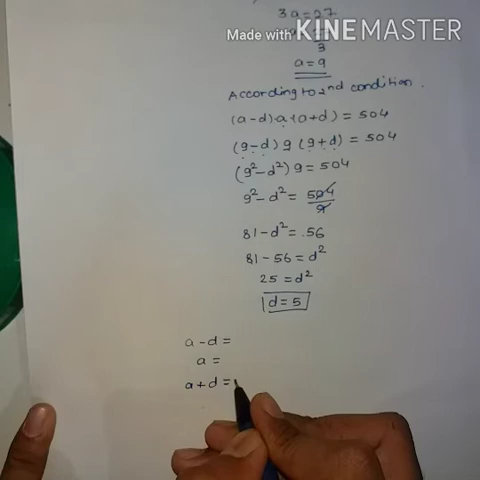 3a = 27
Made with KINEMASTER
3
a = 9
According to 2nd condition.
(a-d) a (a+d) = 504
(9-d) 9 (9+d) = 504
(9²-d²) 9 = 504
9²-d² = 504/9
81-d² = 56
81-56 = d²
25 = d²
d = 5
a-d =
a =
a+d =